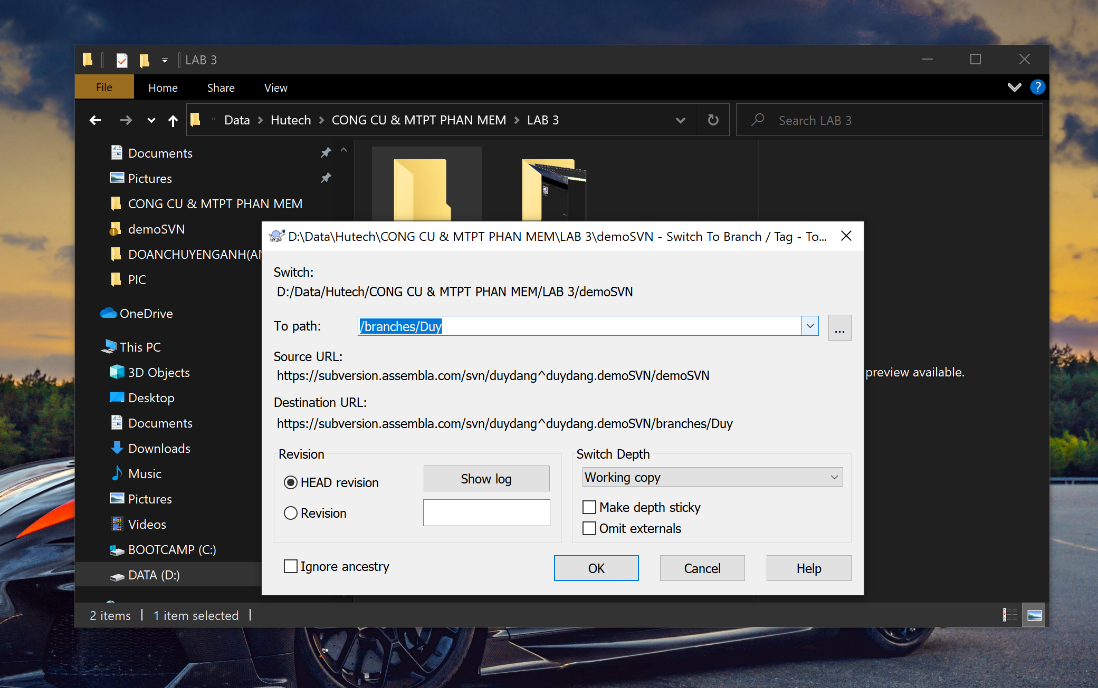 LAB 3
File
Home
Share
View
Data
Hutech
CONG CU & MTPT PHAN MEM
LAB 3
Search LAB 3
Documents
Pictures
CONG CU & MTPT PHAN MEM
demoSVN
DOANCHUYENGANH(AN
PIC
OneDrive
This PC
3D Objects
Desktop
Documents
Downloads
Music
Pictures
Videos
BOOTCAMP (C:)
DATA (D:)
preview available.
2 items
1 item selected
D:\Data\Hutech\CONG CU & MTPT PHAN MEM\LAB 3\demoSVN - Switch To Branch / Tag - To...
Switch:
D:/Data/Hutech/CONG CU & MTPT PHAN MEM/LAB 3/demoSVN
To path:
/branches/Duy
...
Source URL:
https://subversion.assembla.com/svn/duydang^duydang.demoSVN/demoSVN
Destination URL:
https://subversion.assembla.com/svn/duydang^duydang.demoSVN/branches/Duy
Revision
HEAD revision
Show log
Revision
Switch Depth
Working copy
Make depth sticky
Omit externals
Ignore ancestry
OK
Cancel
Help